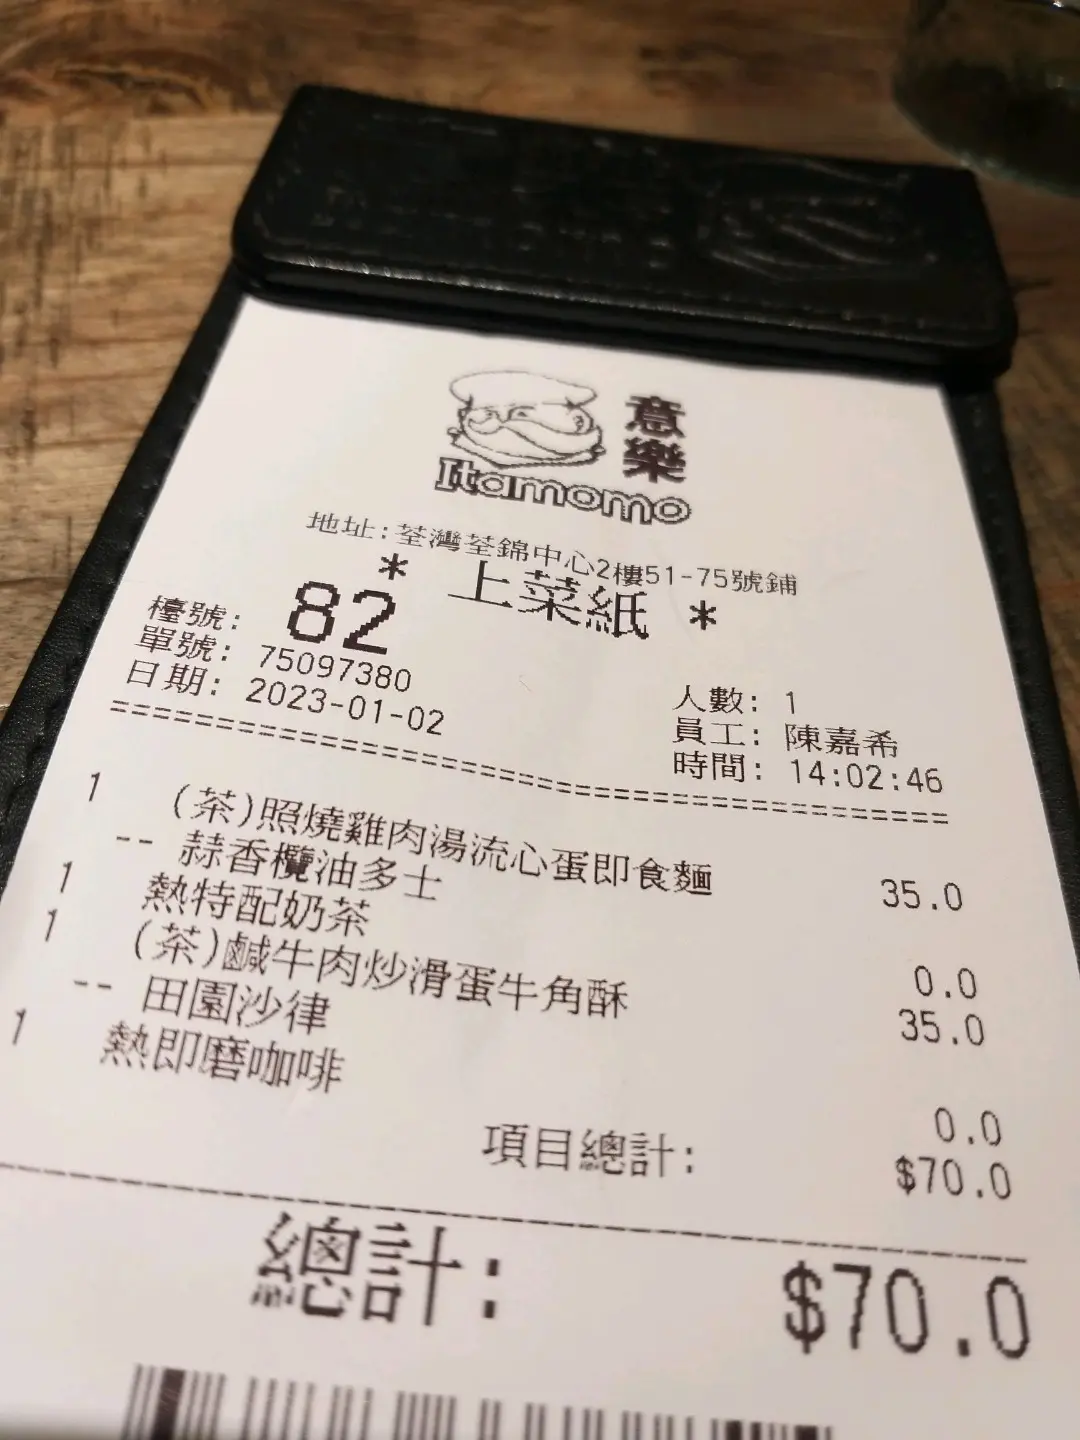 意樂
Itamomo
地址:荃灣荃錦中心2樓51-75號鋪
* 上菜紙 *
檯號: 82
單號: 75097380
人數: 1
日期: 2023-01-02
員工: 陳嘉希
時間: 14:02:46
================================================
1 (茶)照燒雞肉湯流心蛋即食麵 35.0
-- 蒜香欖油多士
1 熱特配奶茶 0.0
1 (茶)鹹牛肉炒滑蛋牛角酥 35.0
-- 田園沙律
1 熱即磨咖啡 0.0
項目總計: $70.0
總計: $70.0